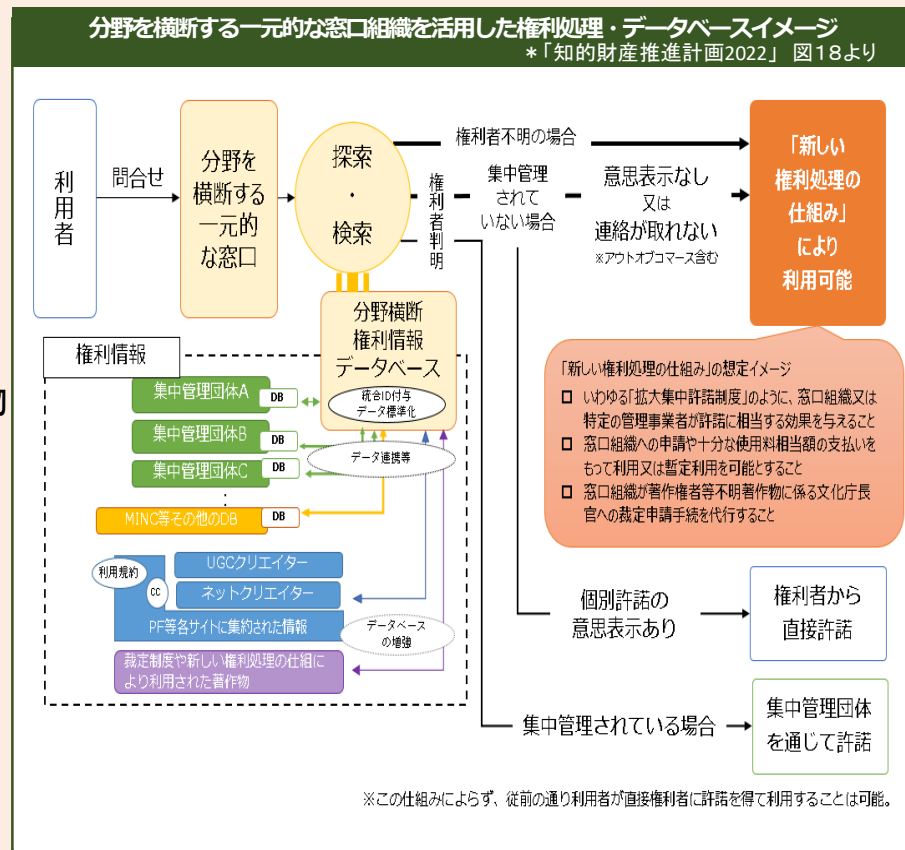 分野を横断する一元的な窓口組織を活用した権利処理・データベースイメージ
*「知的財産推進計画2022」 図18より
利用者
問合せ
分野を
横断する
一元的
な窓口
探索
・
検索
権利者不明の場合
権利者判明
集中管理
されて
いない場合
意思表示なし
又は
連絡が取れない
※アウトオブコマース含む
「新しい
権利処理の
仕組み」
により
利用可能
分野横断
権利情報
データベース
統合ID付与
データ標準化
権利情報
集中管理団体A
DB
集中管理団体B
DB
集中管理団体C
DB
:
MINC等その他のDB
DB
データ連携等
利用規約
CC
UGCクリエイター
ネットクリエイター
PF等各サイトに集約された情報
データベース
の増強
裁定制度や新しい権利処理の仕組に
より利用された著作物
「新しい権利処理の仕組み」の想定イメージ
□ いわゆる「拡大集中許諾制度」のように、窓口組織又は
特定の管理事業者が許諾に相当する効果を与えること
□ 窓口組織への申請や十分な使用料相当額の支払いを
もって利用又は暫定利用を可能とすること
□ 窓口組織が著作権者等不明著作物に係る文化庁長
官への裁定申請手続を代行すること
個別許諾の
意思表示あり
権利者から
直接許諾
集中管理されている場合
集中管理団体
を通じて許諾
※この仕組みによらず、従前の通り利用者が直接権利者に許諾を得て利用することは可能。